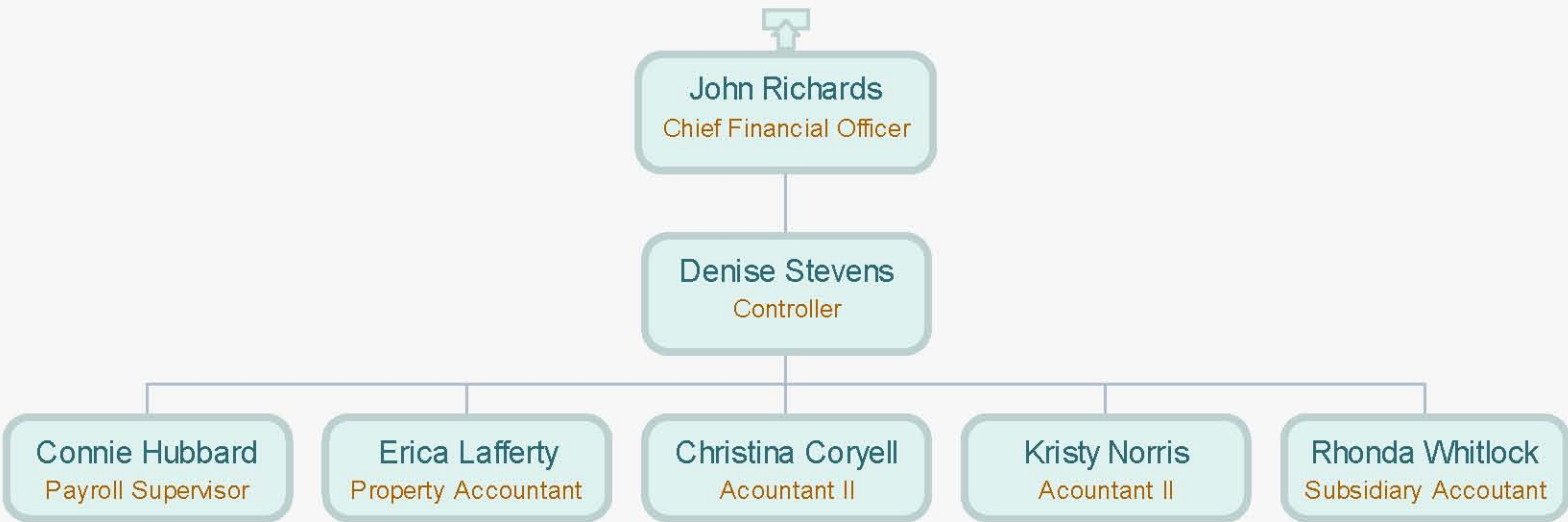 John Richards
Chief Financial Officer
Denise Stevens
Controller
Connie Hubbard
Payroll Supervisor
Erica Lafferty
Property Accountant
Christina Coryell
Acountant II
Kristy Norris
Acountant II
Rhonda Whitlock
Subsidiary Accoutant